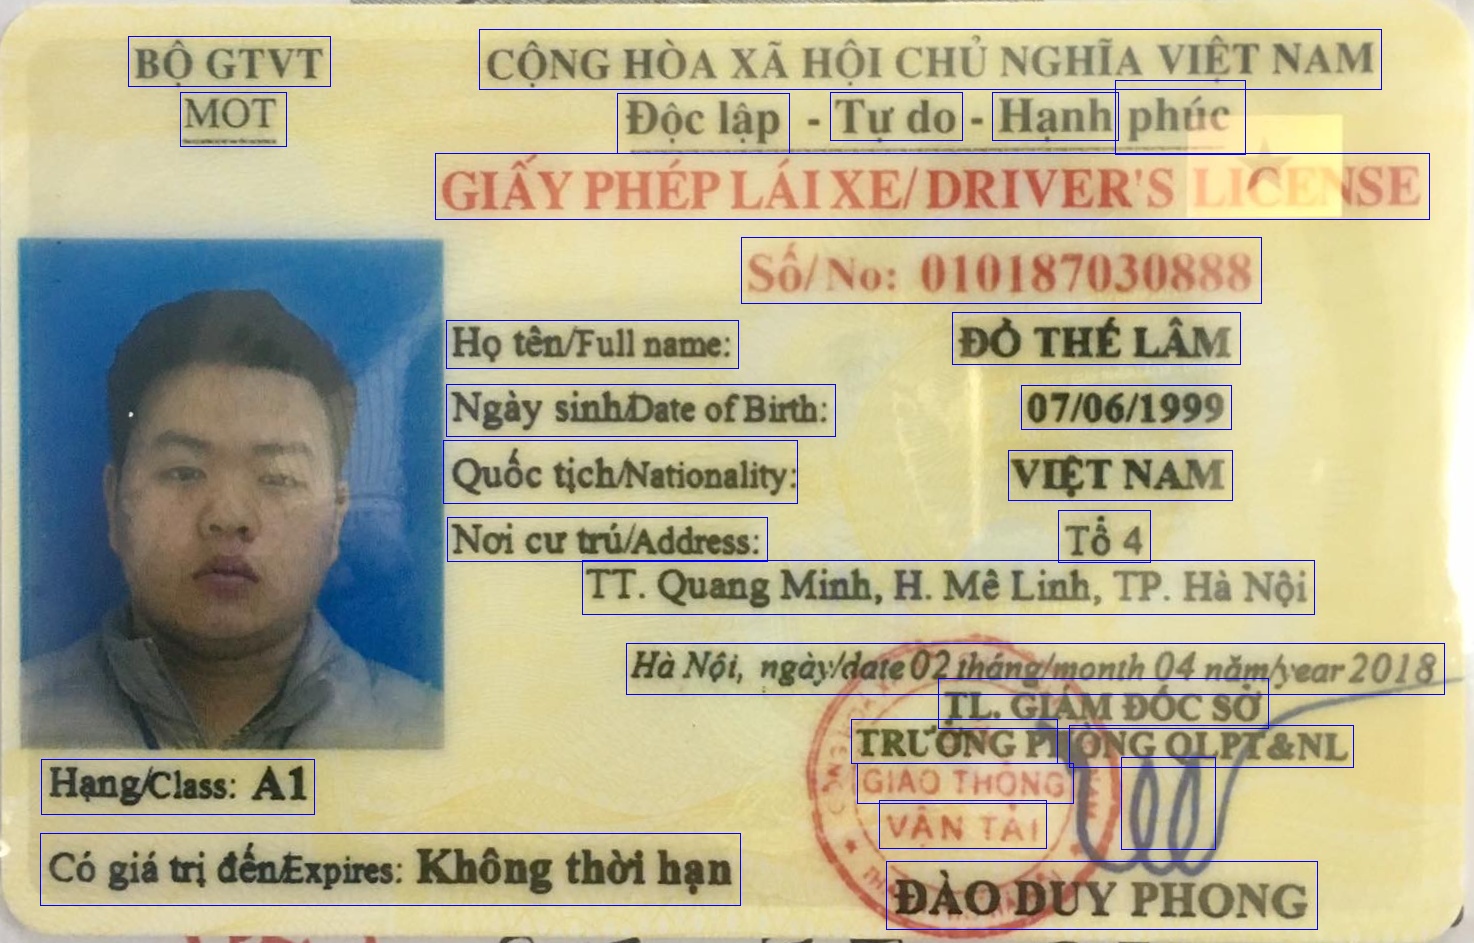 BỘ GTVT
MOT
CỘNG HÒA XÃ HỘI CHỦ NGHĨA VIỆT NAM
Độc lập - Tự do - Hạnh phúc
GIẤY PHÉP LÁI XE/ DRIVER'S LICENSE
Số/ No: 010187030888
Họ tên/Full name: ĐỖ THẾ LÂM
Ngày sinh/Date of Birth: 07/06/1999
Quốc tịch/Nationality: VIỆT NAM
Nơi cư trú/Address: Tổ 4
TT. Quang Minh, H. Mê Linh, TP. Hà Nội
Hà Nội, ngày/date 02 tháng/month 04 năm/year 2018
TL. GIÁM ĐỐC SỞ
TRƯỞNG PHÒNG QLPT&NL
GIAO THÔNG
VẬN TẢI
Hạng/Class: A1
Có giá trị đến/Expires: Không thời hạn
ĐÀO DUY PHONG